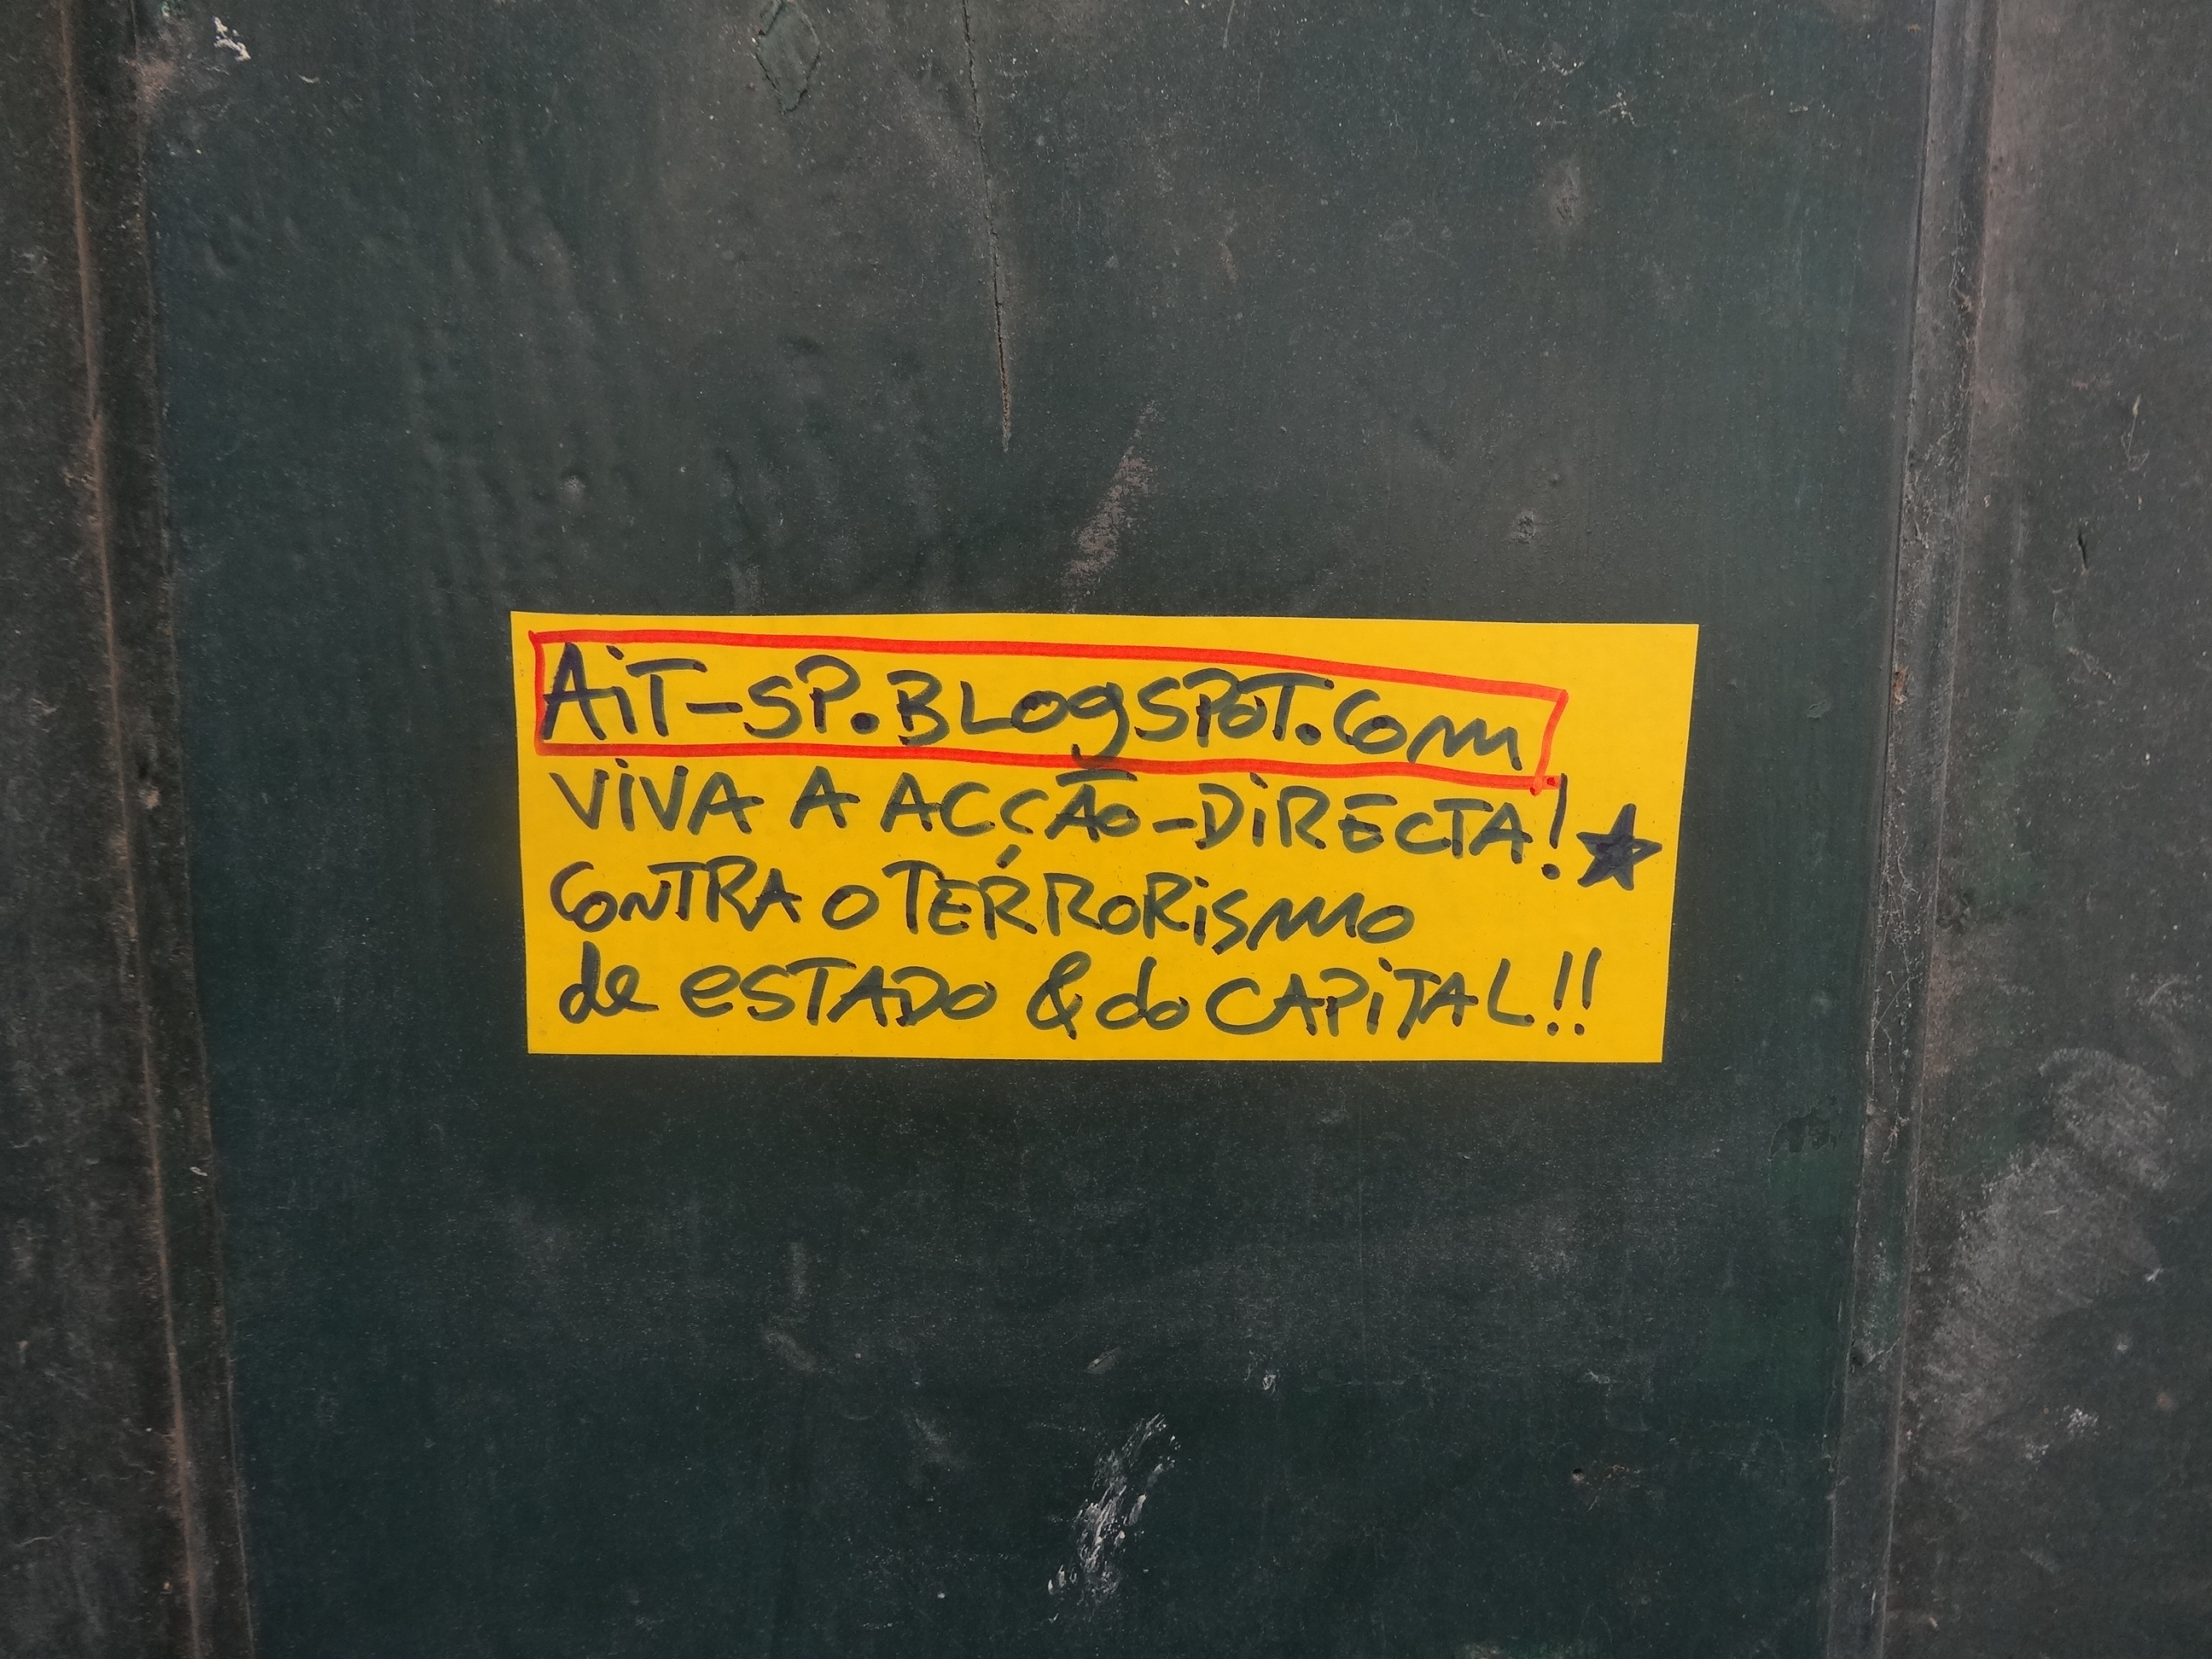 AiT-SP.BLOgSPOT.COm
ViVA A ACÇÃO-DiRECTA! ★
CONTRA O TERRORiSMO
de eSTADO & do CAPiTAL!!